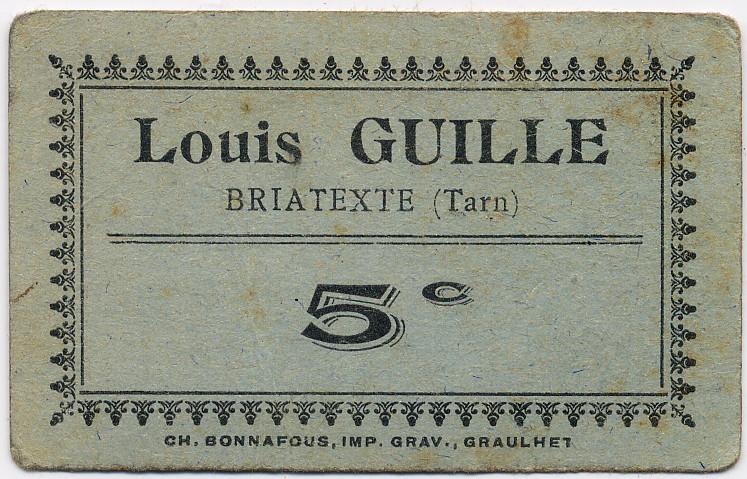 Louis GUILLE
BRIATEXTE (Tarn)
5c
CH. BONNAFOUS, IMP. GRAV., GRAULHET